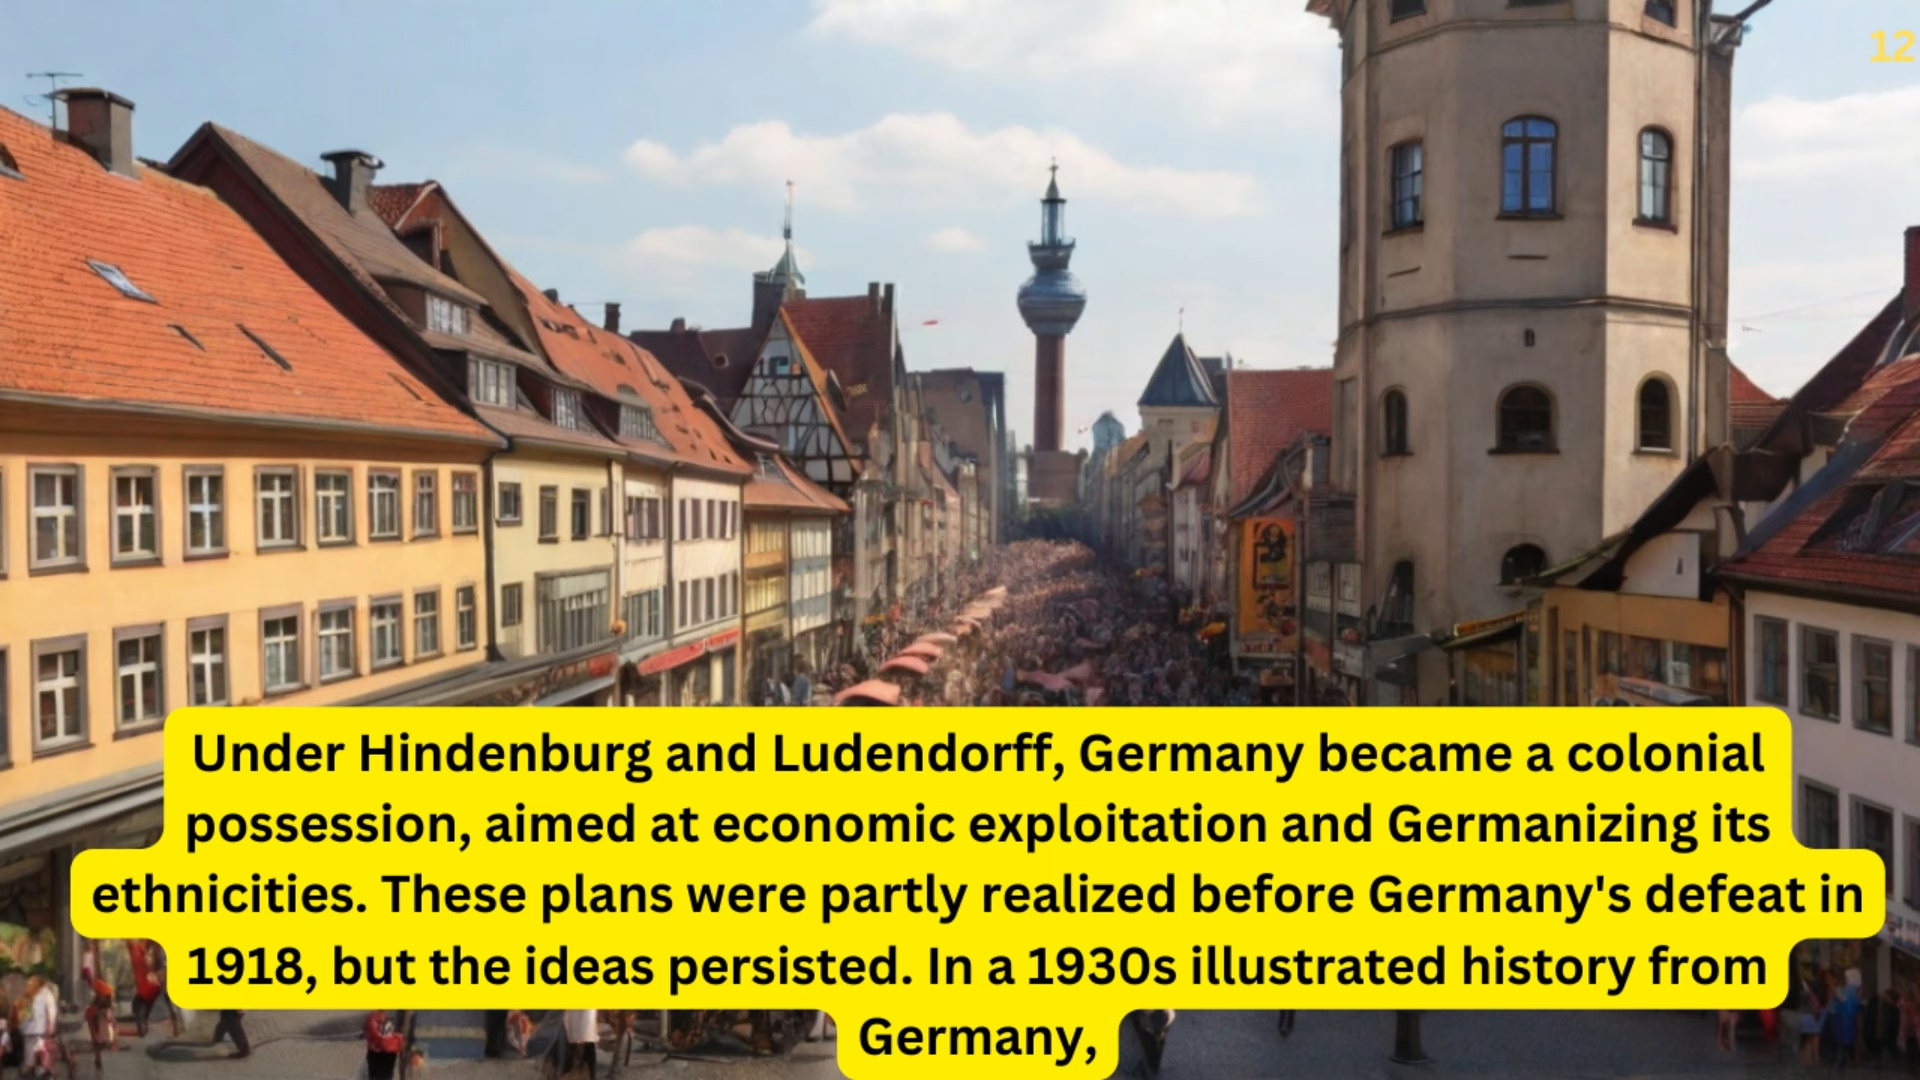 12
Under Hindenburg and Ludendorff, Germany became a colonial
possession, aimed at economic exploitation and Germanizing its
ethnicities. These plans were partly realized before Germany's defeat in
1918, but the ideas persisted. In a 1930s illustrated history from
Germany,